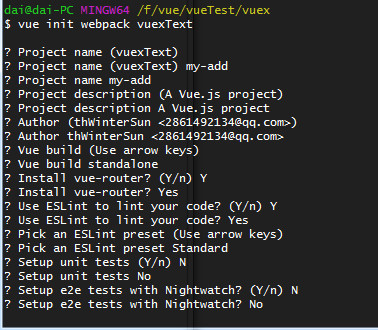 dai@dai-PC MINGW64 /f/vue/vueTest/vuex
$ vue init webpack vuexText
? Project name (vuexText)
? Project name (vuexText) my-add
? Project name my-add
? Project description (A Vue.js project)
? Project description A Vue.js project
? Author (thWinterSun <2861492134@qq.com>)
? Author thWinterSun <2861492134@qq.com>
? Vue build (Use arrow keys)
? Vue build standalone
? Install vue-router? (Y/n) Y
? Install vue-router? Yes
? Use ESLint to lint your code? (Y/n) Y
? Use ESLint to lint your code? Yes
? Pick an ESLint preset (Use arrow keys)
? Pick an ESLint preset Standard
? Setup unit tests (Y/n) N
? Setup unit tests No
? Setup e2e tests with Nightwatch? (Y/n) N
? Setup e2e tests with Nightwatch? No